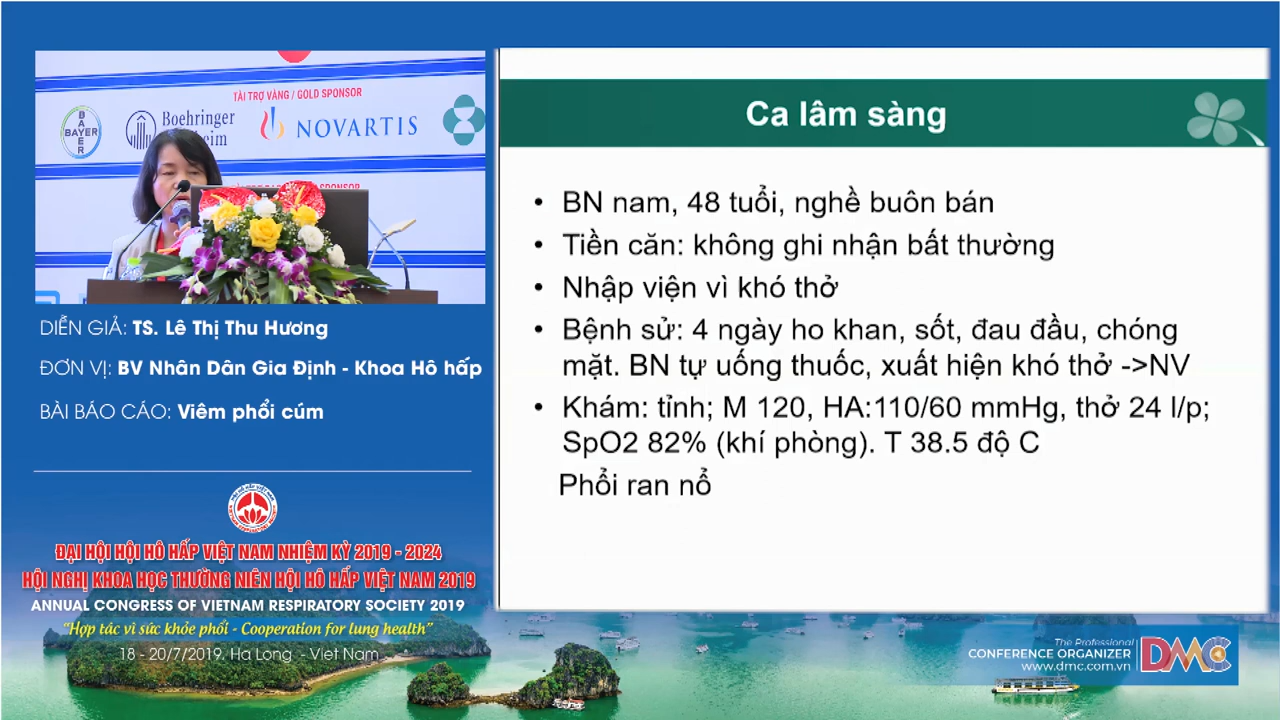 TÀI TRỢ VÀNG / GOLD SPONSOR
BAYER
BAYER
Boehringer
NOVARTIS
SPONSOR
DIỄN GIẢ: TS. Lê Thị Thu Hương
ĐƠN VỊ: BV Nhân Dân Gia Định - Khoa Hô hấp
BÀI BÁO CÁO: Viêm phổi cúm
ĐẠI HỘI HỘI HÔ HẤP VIỆT NAM NHIỆM KỲ 2019 - 2024
HỘI NGHỊ KHOA HỌC THƯỜNG NIÊN HỘI HÔ HẤP VIỆT NAM 2019
ANNUAL CONGRESS OF VIETNAM RESPIRATORY SOCIETY 2019
"Hợp tác vì sức khỏe phổi - Cooperation for lung health"
18 - 20/7/2019. Ha Long - Viet Nam
Ca lâm sàng
• BN nam, 48 tuổi, nghề buôn bán
• Tiền căn: không ghi nhận bất thường
• Nhập viện vì khó thở
• Bệnh sử: 4 ngày ho khan, sốt, đau đầu, chóng
mặt. BN tự uống thuốc, xuất hiện khó thở ->NV
• Khám: tỉnh; M 120, HA:110/60 mmHg, thở 24 l/p;
SpO2 82% (khí phòng). T 38.5 độ C
Phổi ran nổ
The Professional
CONFERENCE ORGANIZER
www.dmc.com.vn
DMC